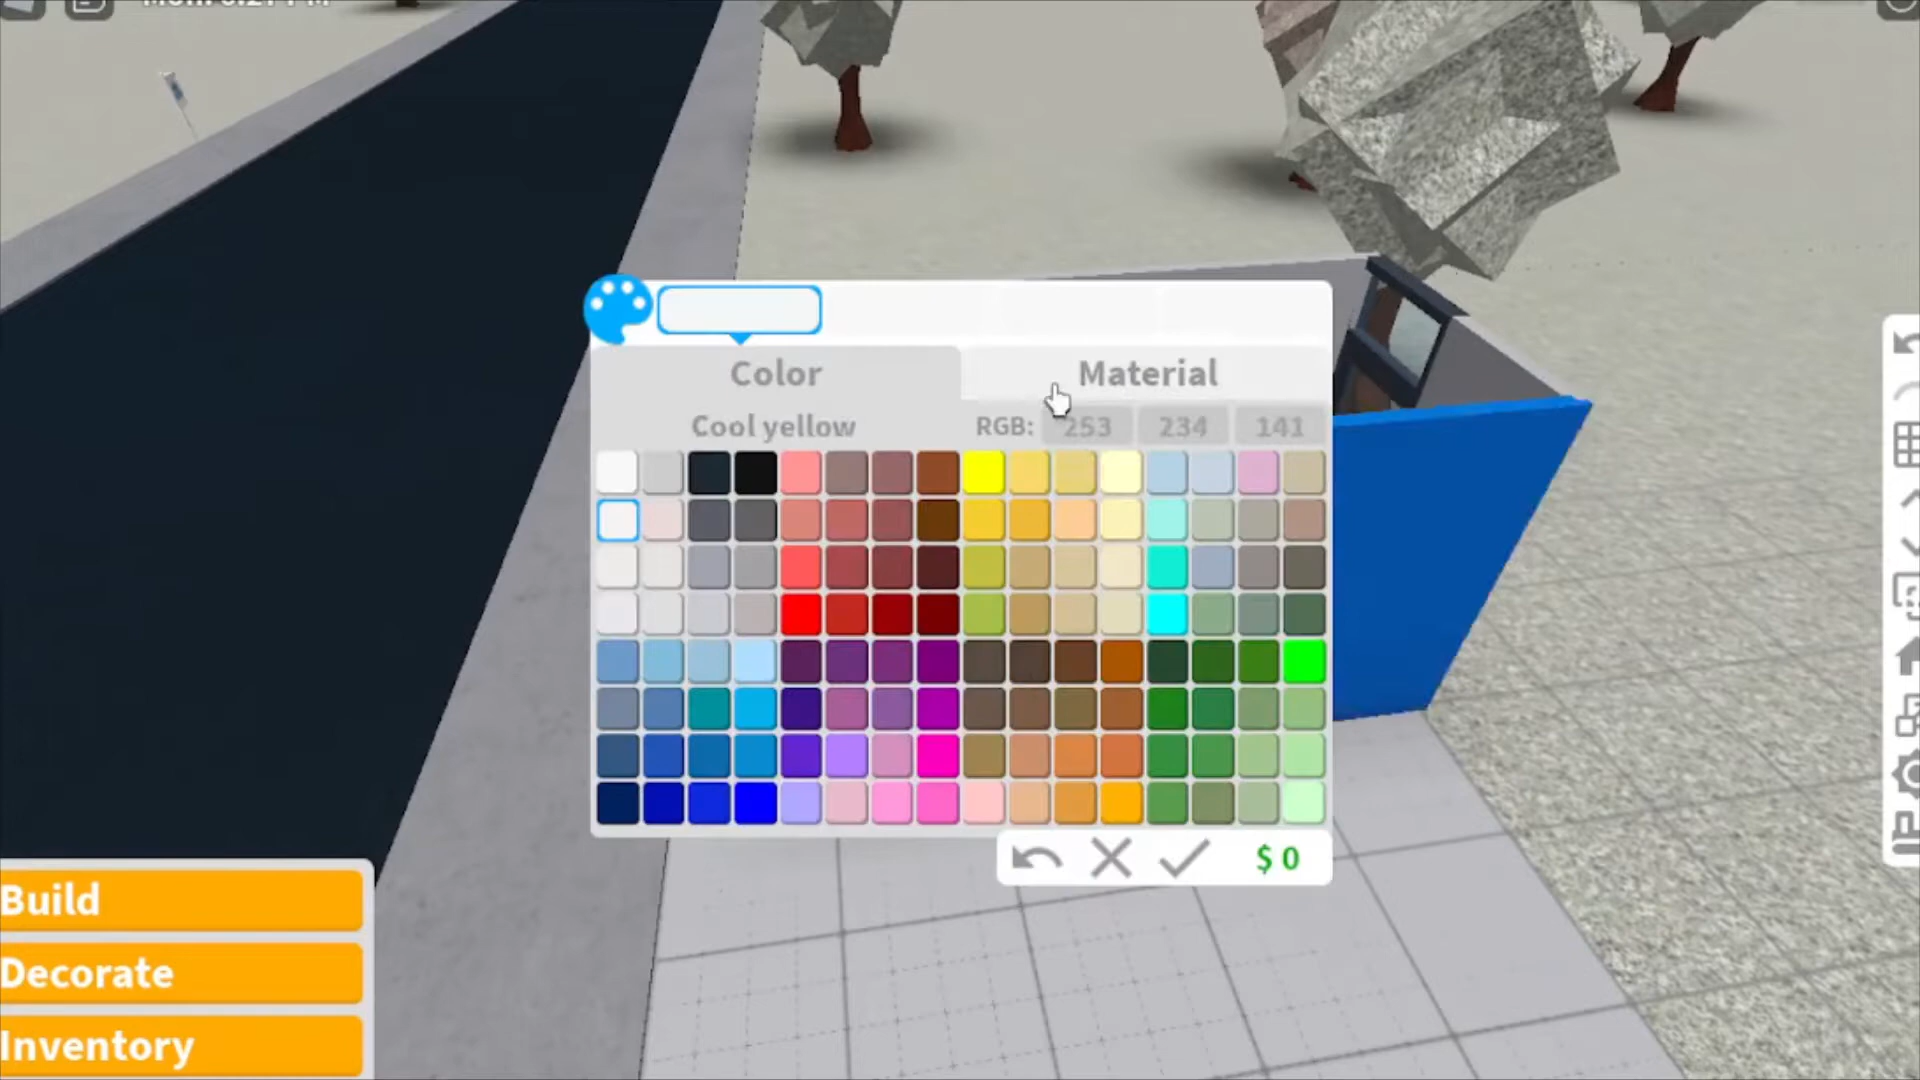 Color
Material
Cool yellow
RGB: 253 234 141
$ 0
Build
Decorate
Inventory